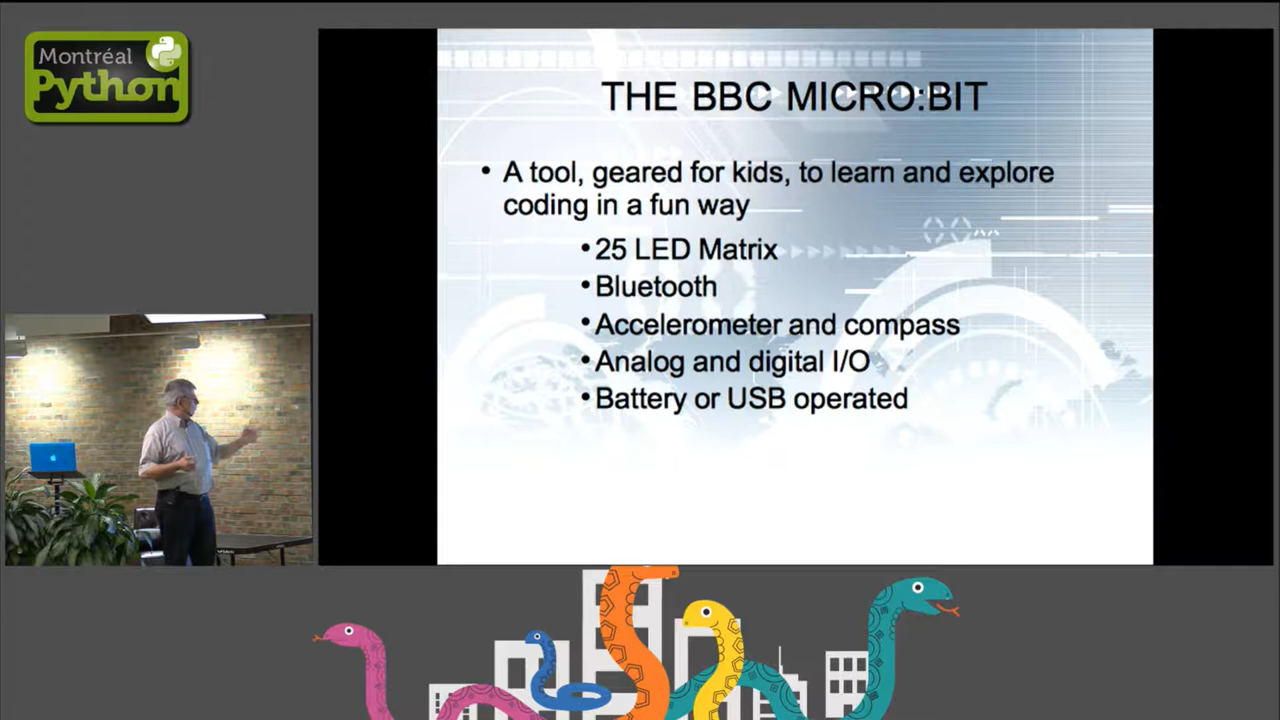 Montréal
Python
THE BBC MICRO:BIT
• A tool, geared for kids, to learn and explore
coding in a fun way
• 25 LED Matrix
• Bluetooth
• Accelerometer and compass
• Analog and digital I/O
• Battery or USB operated